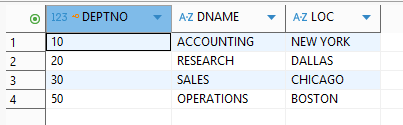 123 DEPTNO A-Z DNAME A-Z LOC
1 10 ACCOUNTING NEW YORK
2 20 RESEARCH DALLAS
3 30 SALES CHICAGO
4 50 OPERATIONS BOSTON